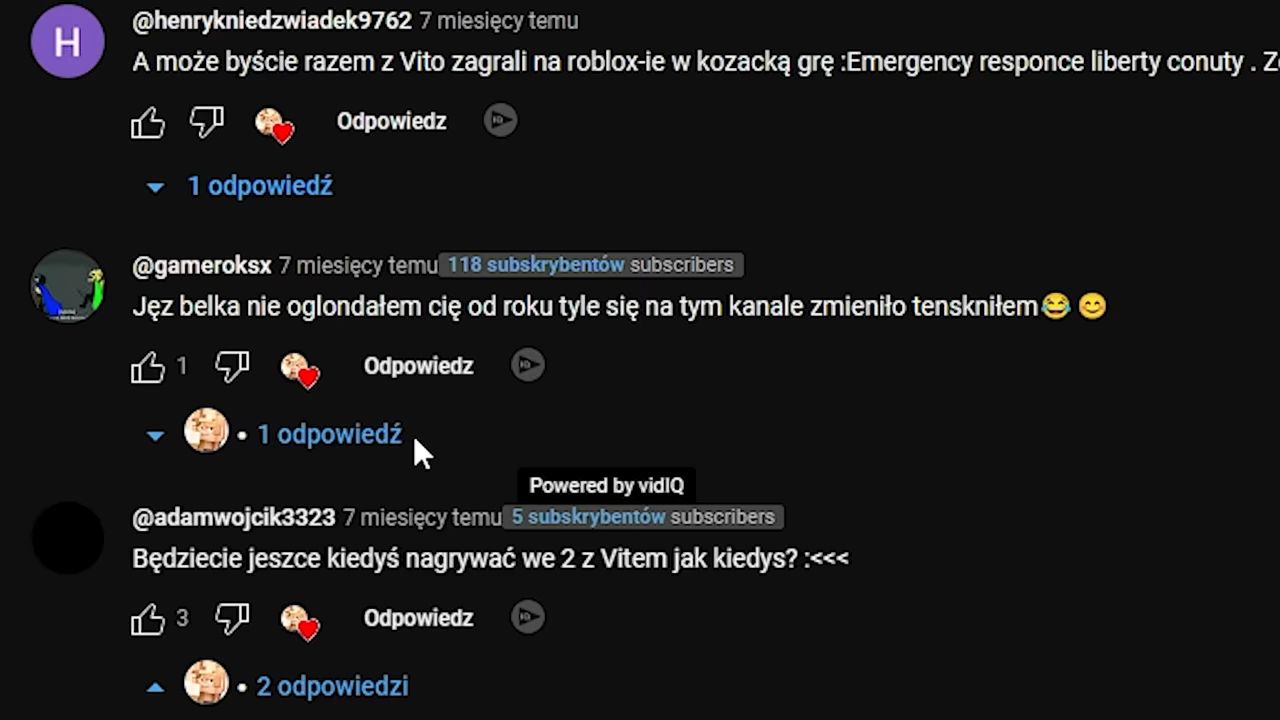 H
@henrykniedzwiadek9762 7 miesięcy temu
A może byście razem z Vito zagrali na roblox-ie w kozacką grę :Emergency responce liberty conuty .
Odpowiedz
1 odpowiedź
@gameroksx 7 miesięcy temu 118 subskrybentów subscribers
Jęz belka nie oglondałem cię od roku tyle się na tym kanale zmieniło tenskniłem😂 😊
1 Odpowiedz
• 1 odpowiedź
Powered by vidIQ
@adamwojcik3323 7 miesięcy temu 5 subskrybentów subscribers
Będziecie jeszcze kiedyś nagrywać we 2 z Vitem jak kiedys? :<<<
3 Odpowiedz
• 2 odpowiedzi